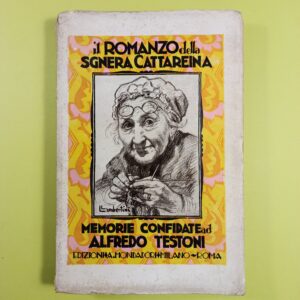 il ROMANZO della
SGNERA CATTAREINA
MEMORIE CONFIDATE ad
ALFREDO TESTONI
EDIZIONI A. MONDADORI MILANO - ROMA